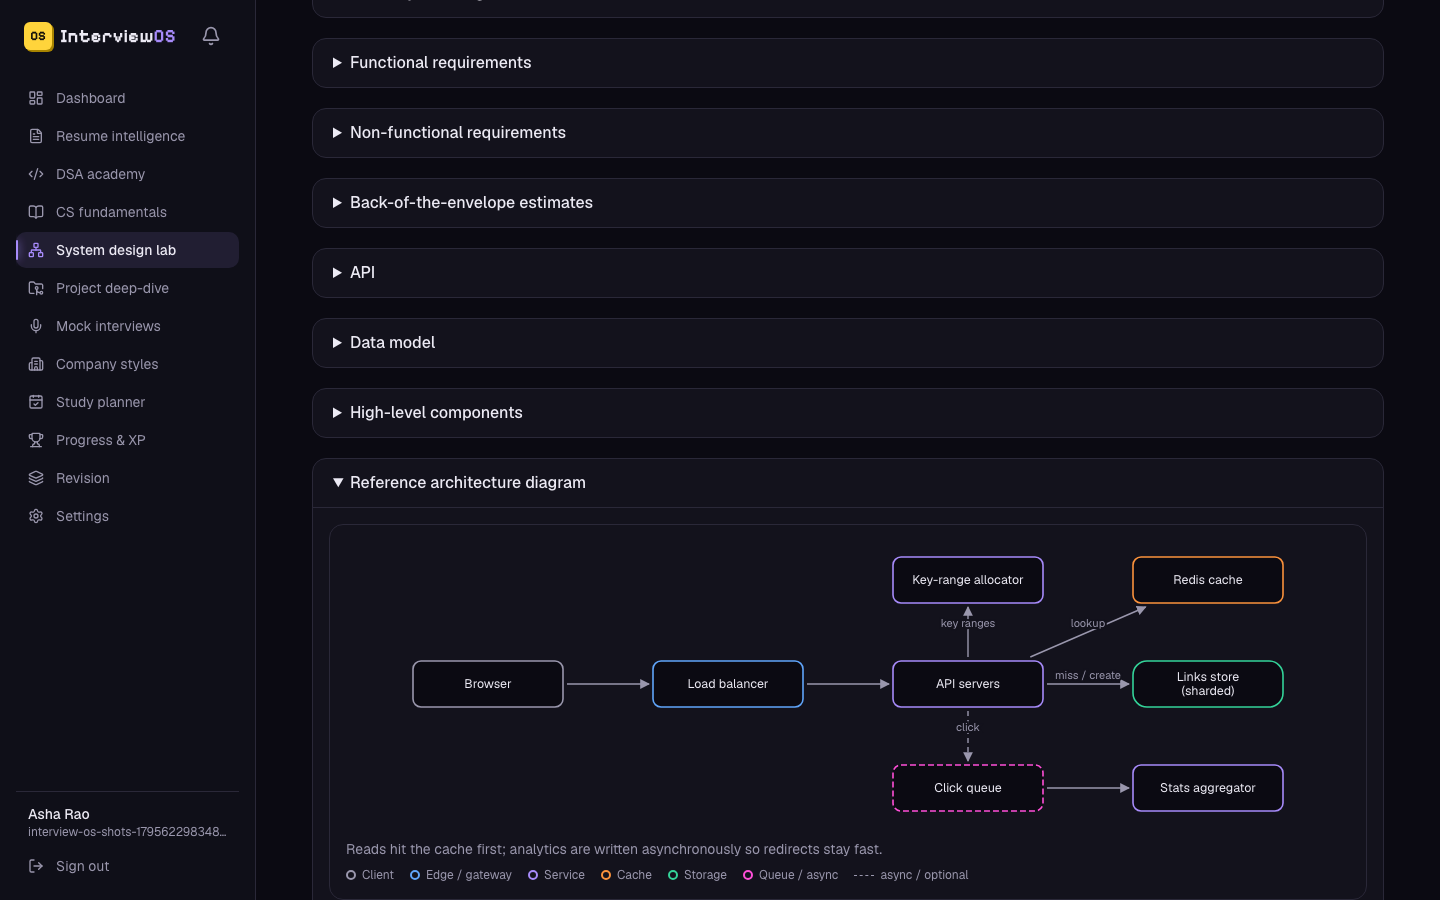 OS InterviewOS
Dashboard
Resume intelligence
DSA academy
CS fundamentals
System design lab
Project deep-dive
Mock interviews
Company styles
Study planner
Progress & XP
Revision
Settings
Asha Rao
interview-os-shots-179562298348...
Sign out
Functional requirements
Non-functional requirements
Back-of-the-envelope estimates
API
Data model
High-level components
Reference architecture diagram
Key-range allocator
Redis cache
key ranges
lookup
Browser
Load balancer
API servers
miss / create
Links store
(sharded)
click
Click queue
Stats aggregator
Reads hit the cache first; analytics are written asynchronously so redirects stay fast.
Client Edge / gateway Service Cache Storage Queue / async async / optional